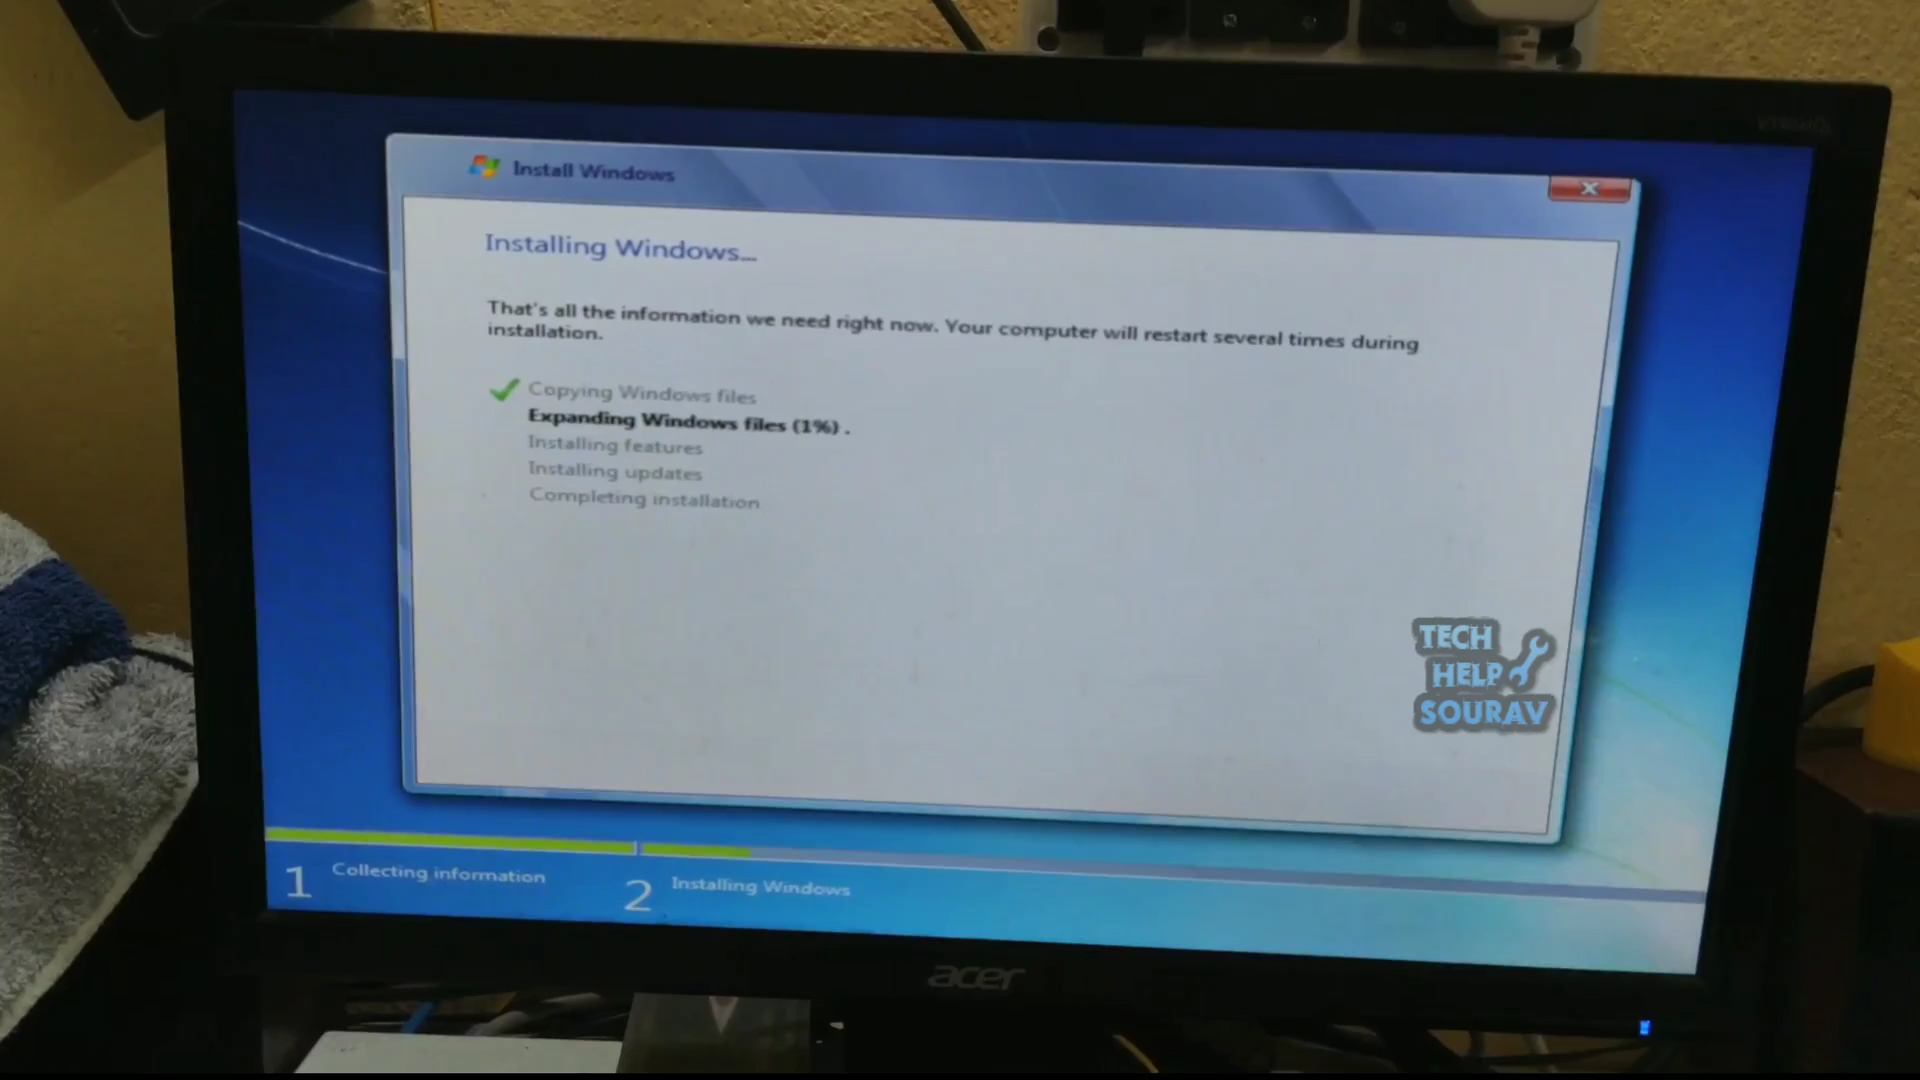 Install Windows
Installing Windows...
That's all the information we need right now. Your computer will restart several times during
installation.
Copying Windows files
Expanding Windows files (1%) .
Installing features
Installing updates
Completing installation
TECH
HELP
SOURAV
1 Collecting information
2 Installing Windows
acer